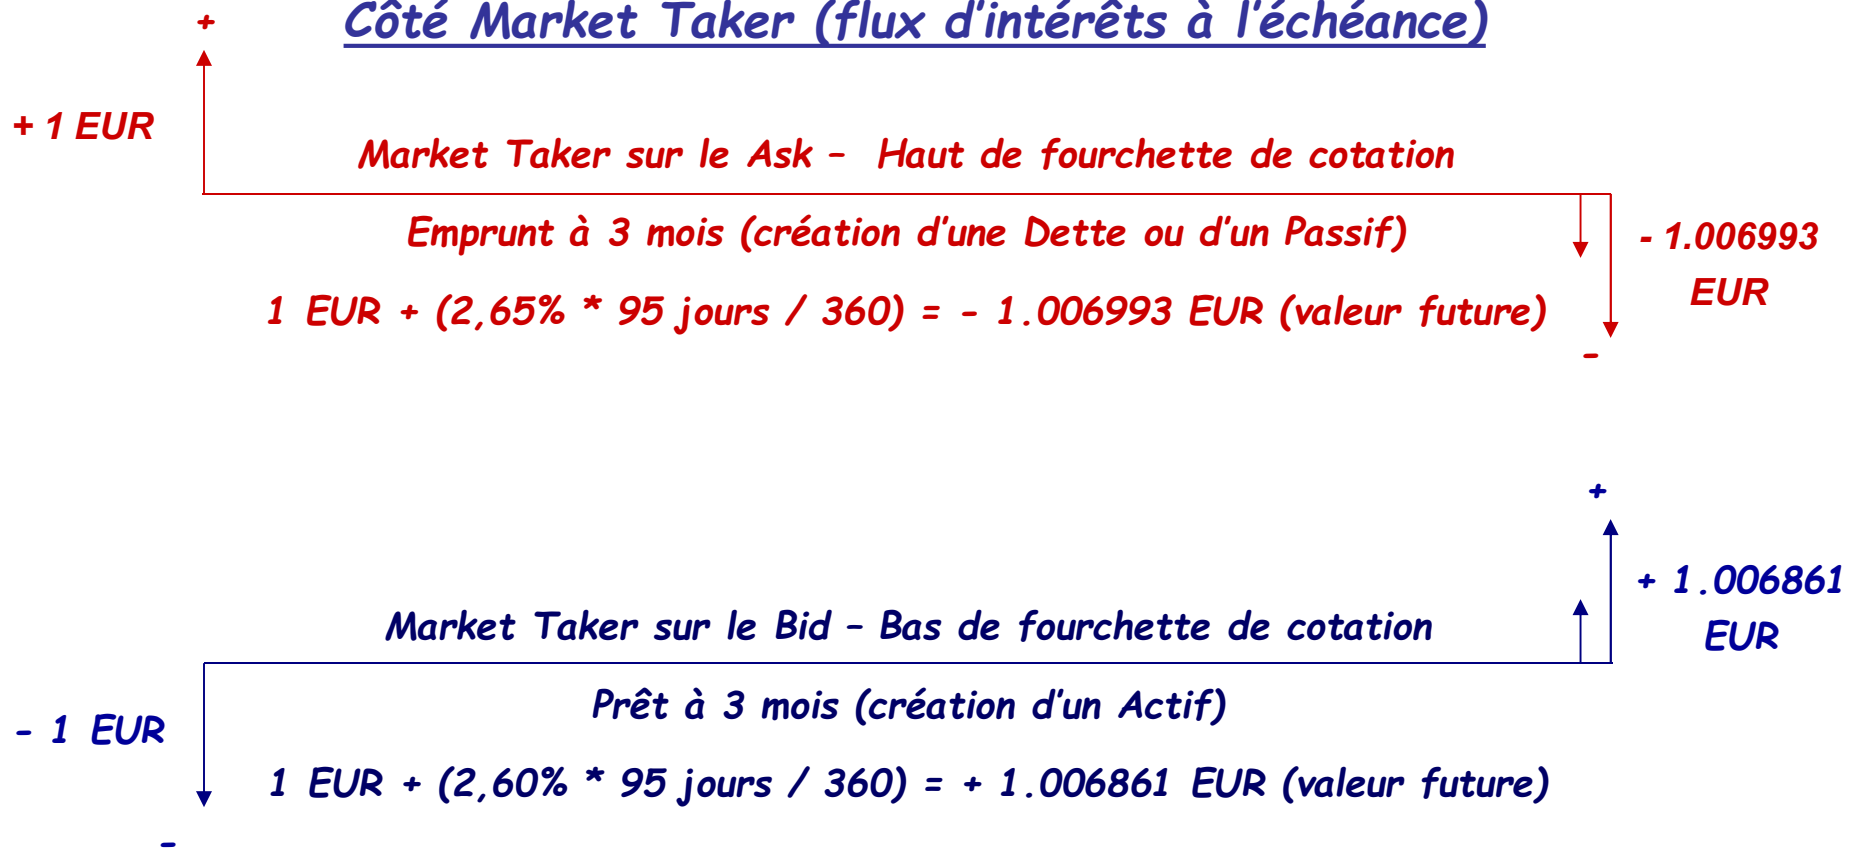 Côté Market Taker (flux d'intérêts à l'échéance)
+
+ 1 EUR
Market Taker sur le Ask – Haut de fourchette de cotation
Emprunt à 3 mois (création d'une Dette ou d'un Passif)
- 1.006993
EUR
1 EUR + (2,65% * 95 jours / 360) = - 1.006993 EUR (valeur future)
-
+
+ 1.006861
EUR
Market Taker sur le Bid – Bas de fourchette de cotation
Prêt à 3 mois (création d'un Actif)
- 1 EUR
1 EUR + (2,60% * 95 jours / 360) = + 1.006861 EUR (valeur future)
-